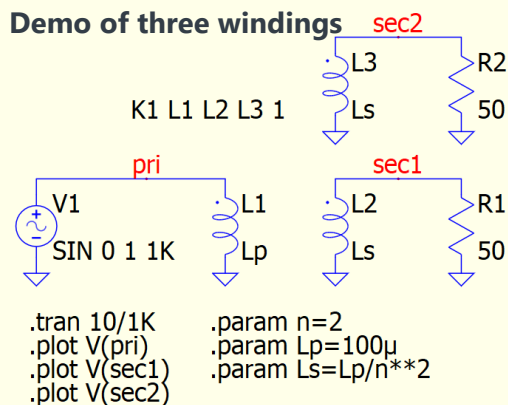 Demo of three windings
sec2
L3
R2
K1 L1 L2 L3 1
Ls
50
pri
sec1
V1
L1
L2
R1
SIN 0 1 1K
Lp
Ls
50
.tran 10/1K
.plot V(pri)
.plot V(sec1)
.plot V(sec2)
.param n=2
.param Lp=100µ
.param Ls=Lp/n**2